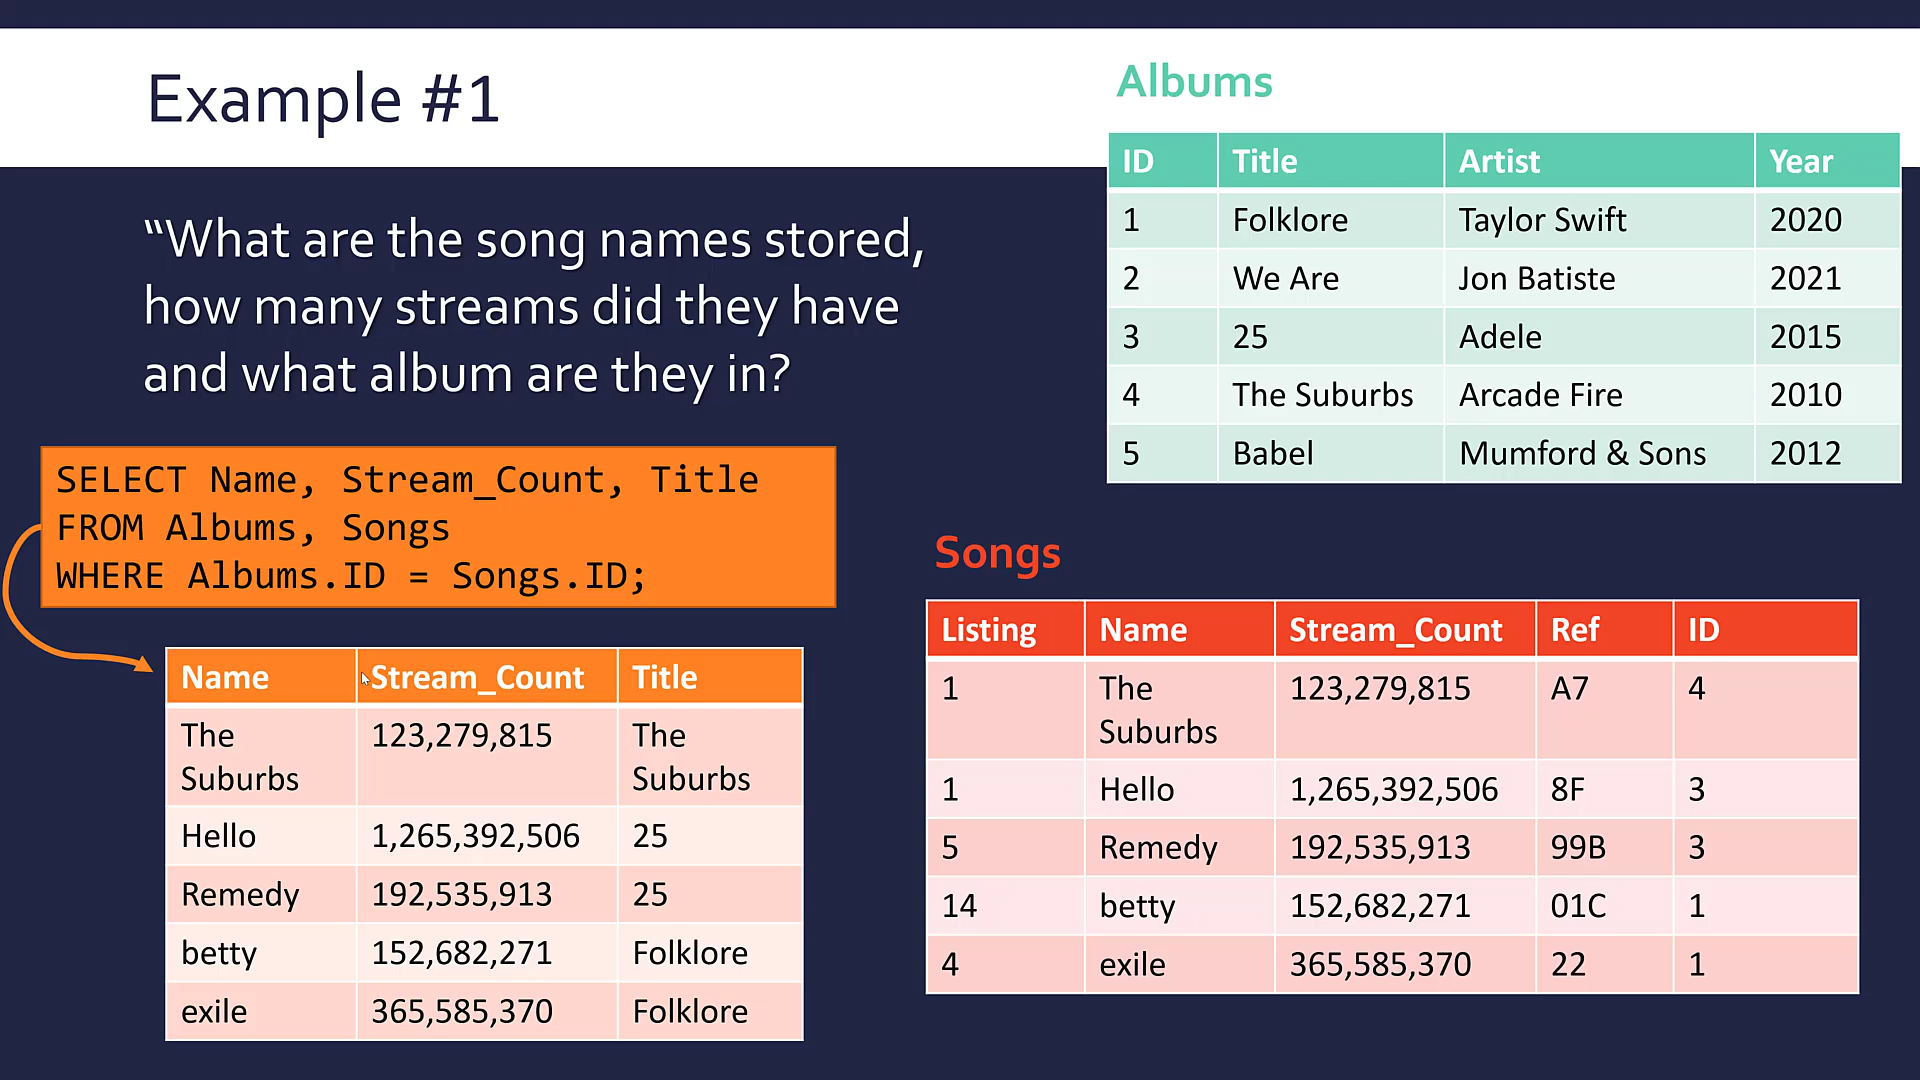 Example #1
"What are the song names stored,
how many streams did they have
and what album are they in?
SELECT Name, Stream_Count, Title
FROM Albums, Songs
WHERE Albums.ID = Songs.ID;
Name Stream_Count Title
The Suburbs 123,279,815 The Suburbs
Hello 1,265,392,506 25
Remedy 192,535,913 25
betty 152,682,271 Folklore
exile 365,585,370 Folklore
Albums
ID Title Artist Year
1 Folklore Taylor Swift 2020
2 We Are Jon Batiste 2021
3 25 Adele 2015
4 The Suburbs Arcade Fire 2010
5 Babel Mumford & Sons 2012
Songs
Listing Name Stream_Count Ref ID
1 The Suburbs 123,279,815 A7 4
1 Hello 1,265,392,506 8F 3
5 Remedy 192,535,913 99B 3
14 betty 152,682,271 01C 1
4 exile 365,585,370 22 1